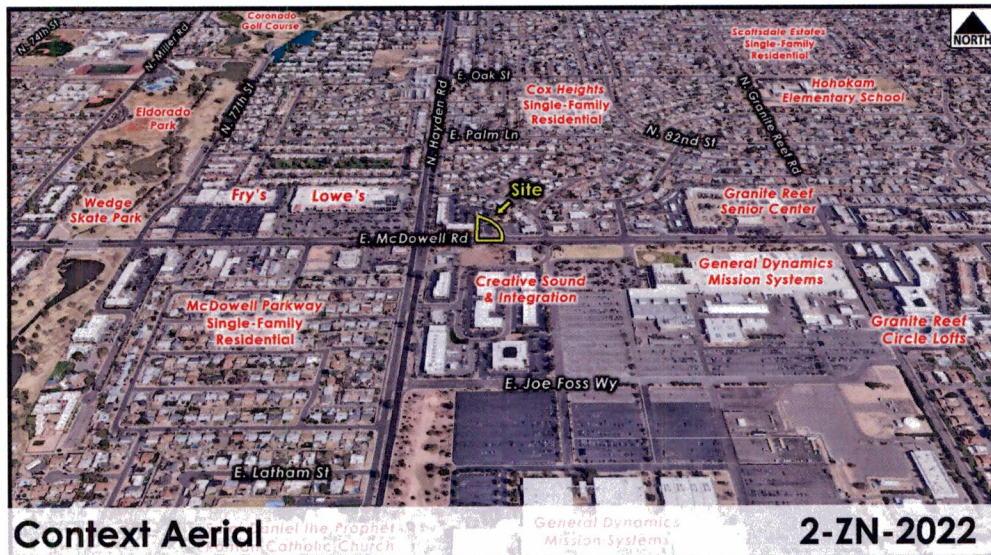 Coronado
Golf Course
N. 74th St
N. Miller Rd
Scottsdale Estates
Single-Family
Residential
NORTH
E. Oak St
N. Hayden Rd
Cox Heights
Single-Family
Residential
N. Granite Reef Rd
Hohokam
Elementary School
Eldorado
Park
N. 77th St
E. Palm Ln
N. 82nd St
Site
Wedge
Skate Park
Fry's
Lowe's
Granite Reef
Senior Center
E. McDowell Rd
Creative Sound
& Integration
General Dynamics
Mission Systems
McDowell Parkway
Single-Family
Residential
Granite Reef
Circle Lofts
E. Joe Foss Wy
E. Latham St
Context Aerial
aniel the Prophet
Catholic Church
General Dynamics
Mission Systems
2-ZN-2022